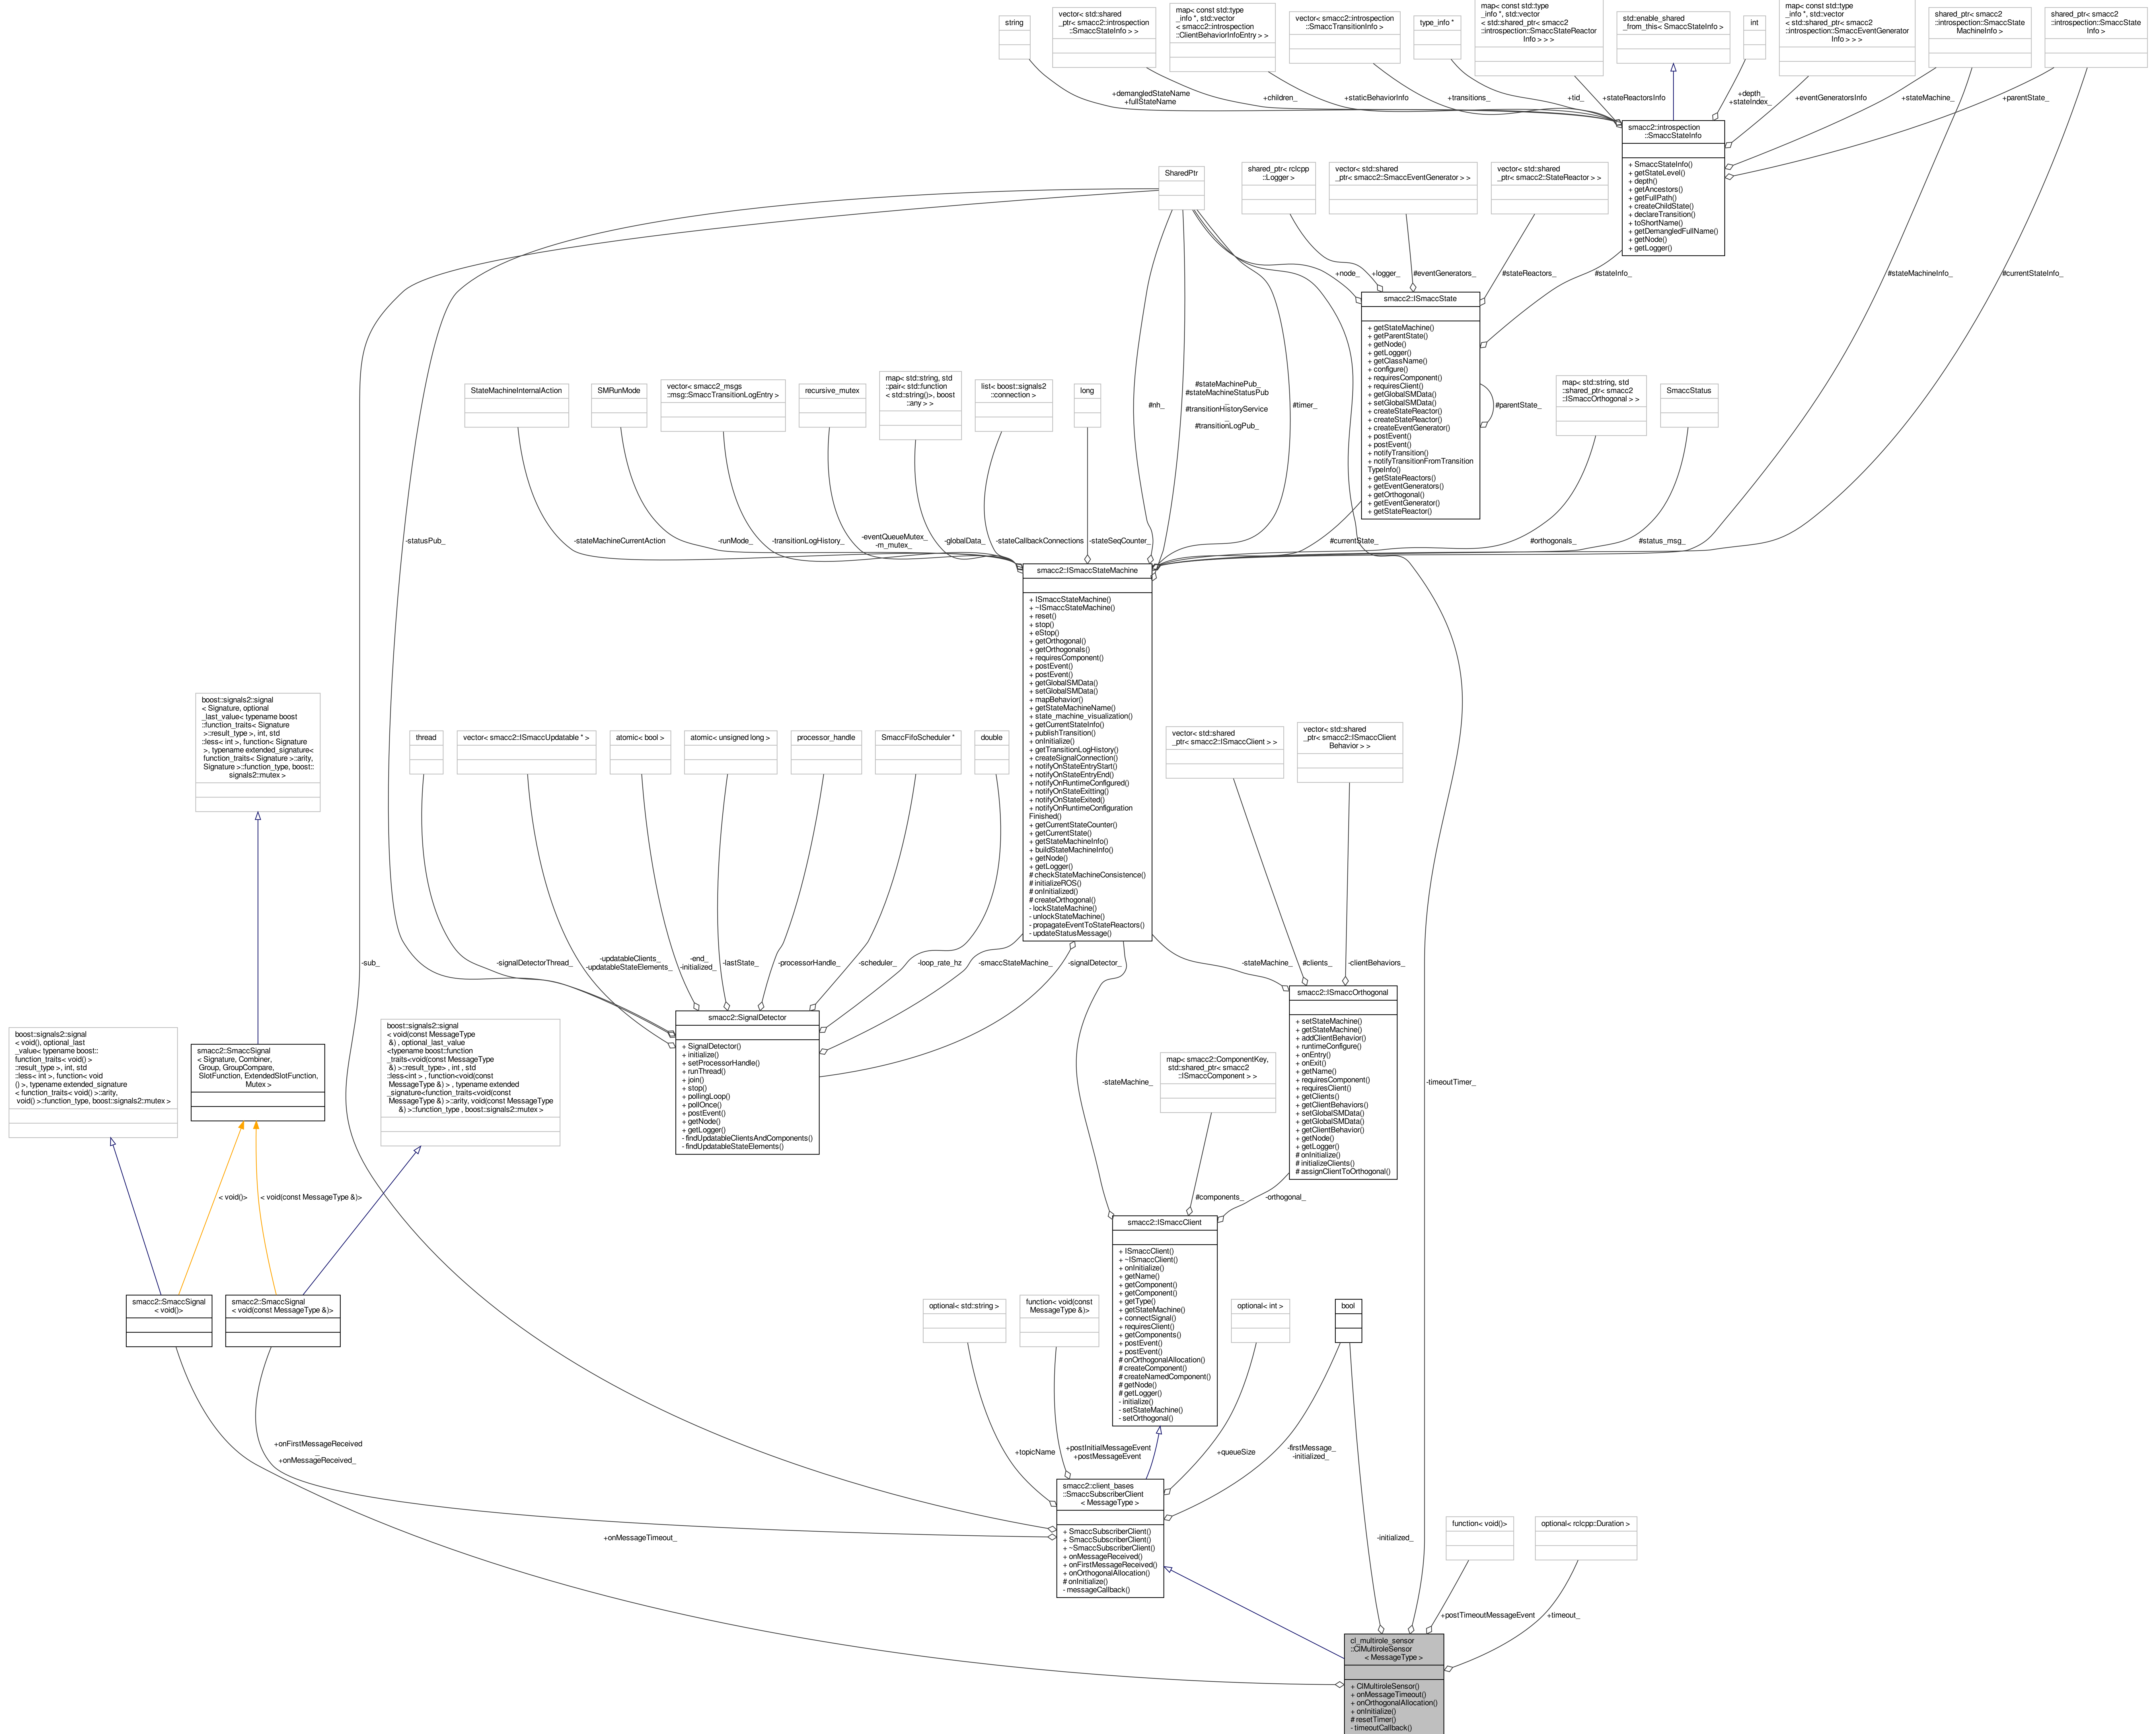 string
vector< std::shared
_ptr< smacc2::introspection
::SmaccStateInfo > >
map< const std::type
_info *, std::vector
< smacc2::introspection
::ClientBehaviorInfoEntry > >
vector< smacc2::introspection
::SmaccTransitionInfo >
type_info *
map< const std::type
_info *, std::vector
< std::shared_ptr< smacc2
::introspection::SmaccStateReactor
Info > > >
std::enable_shared
_from_this< SmaccStateInfo >
int
map< const std::type
_info *, std::vector
< std::shared_ptr< smacc2
::introspection::SmaccEventGenerator
Info > > >
shared_ptr< smacc2
::introspection::SmaccState
MachineInfo >
shared_ptr< smacc2
::introspection::SmaccState
Info >
+demangledStateName
+fullStateName
+children_
+staticBehaviorInfo
+transitions_
+tid_
+stateReactorsInfo
+depth_
+stateIndex_
+eventGeneratorsInfo
+stateMachine_
+parentState_
smacc2::introspection
::SmaccStateInfo
+ SmaccStateInfo()
+ getStateLevel()
+ depth()
+ getAncestors()
+ getFullPath()
+ createChildState()
+ declareTransition()
+ toShortName()
+ getDemangledFullName()
+ getNode()
+ getLogger()
SharedPtr
shared_ptr< rclcpp
::Logger >
vector< std::shared
_ptr< smacc2::SmaccEventGenerator > >
vector< std::shared
_ptr< smacc2::StateReactor > >
+node_
+logger_
#eventGenerators_
#stateReactors_
#stateInfo_
#stateMachineInfo_
#currentStateInfo_
smacc2::ISmaccState
+ getStateMachine()
+ getParentState()
+ getNode()
+ getLogger()
+ getClassName()
+ configure()
+ requiresComponent()
+ requiresClient()
+ getGlobalSMData()
+ setGlobalSMData()
+ createStateReactor()
+ createStateReactor()
+ createEventGenerator()
+ postEvent()
+ postEvent()
+ notifyTransition()
+ notifyTransitionFromTransition
TypeInfo()
+ getStateReactors()
+ getEventGenerators()
+ getOrthogonal()
+ getEventGenerator()
+ getStateReactor()
#parentState_
StateMachineInternalAction
SMRunMode
vector< smacc2_msgs
::msg::SmaccTransitionLogEntry >
recursive_mutex
map< std::string, std
::pair< std::function
< std::string()>, boost
::any > >
list< boost::signals2
::connection >
long
#nh_
#stateMachinePub_
#stateMachineStatusPub
_
#transitionHistoryService
_
#transitionLogPub_
#timer_
map< std::string, std
::shared_ptr< smacc2
::ISmaccOrthogonal > >
SmaccStatus
-statusPub_
-stateMachineCurrentAction
-runMode_
-transitionLogHistory_
-eventQueueMutex_
-m_mutex_
-globalData_
-stateCallbackConnections
-stateSeqCounter_
#currentState_
#orthogonals_
#status_msg_
smacc2::ISmaccStateMachine
+ ISmaccStateMachine()
+ ~ISmaccStateMachine()
+ reset()
+ stop()
+ eStop()
+ getOrthogonal()
+ getOrthogonals()
+ requiresComponent()
+ postEvent()
+ postEvent()
+ getGlobalSMData()
+ setGlobalSMData()
+ mapBehavior()
+ getStateMachineName()
+ state_machine_visualization()
+ getCurrentStateInfo()
+ publishTransition()
+ onInitialize()
+ getTransitionLogHistory()
+ createSignalConnection()
+ notifyOnStateEntryStart()
+ notifyOnStateEntryEnd()
+ notifyOnRuntimeConfigured()
+ notifyOnStateExitting()
+ notifyOnStateExited()
+ notifyOnRuntimeConfiguration
Finished()
+ getCurrentStateCounter()
+ getCurrentState()
+ getStateMachineInfo()
+ buildStateMachineInfo()
+ getNode()
+ getLogger()
# checkStateMachineConsistence()
# initializeROS()
# onInitialized()
# createOrthogonal()
- lockStateMachine()
- unlockStateMachine()
- propagateEventToStateReactors()
- updateStatusMessage()
boost::signals2::signal
< Signature, optional
_last_value< typename boost
::function_traits< Signature
>::result_type >, int, std
::less< int >, function< Signature
>, typename extended_signature<
function_traits< Signature >::arity,
Signature >::function_type, boost::
signals2::mutex >
thread
vector< smacc2::ISmaccUpdatable * >
atomic< bool >
atomic< unsigned long >
processor_handle
SmaccFifoScheduler *
double
vector< std::shared
_ptr< smacc2::ISmaccClient > >
vector< std::shared
_ptr< smacc2::ISmaccClient
Behavior > >
-sub_
-signalDetectorThread_
-updatableClients_
-updatableStateElements_
-end_
-initialized_
-lastState_
-processorHandle_
-scheduler_
-loop_rate_hz
-smaccStateMachine_
-signalDetector_
-stateMachine_
#clients_
-clientBehaviors_
smacc2::SignalDetector
+ SignalDetector()
+ initialize()
+ setProcessorHandle()
+ runThread()
+ join()
+ stop()
+ pollingLoop()
+ pollOnce()
+ postEvent()
+ getNode()
+ getLogger()
- findUpdatableClientsAndComponents()
- findUpdatableStateElements()
smacc2::ISmaccOrthogonal
+ setStateMachine()
+ getStateMachine()
+ addClientBehavior()
+ runtimeConfigure()
+ onEntry()
+ onExit()
+ getName()
+ requiresComponent()
+ requiresClient()
+ getClients()
+ getClientBehaviors()
+ setGlobalSMData()
+ getGlobalSMData()
+ getClientBehavior()
+ getNode()
+ getLogger()
# onInitialize()
# initializeClients()
# assignClientToOrthogonal()
boost::signals2::signal
< void(), optional_last
_value< typename boost::
function_traits< void() >
::result_type >, int, std
::less< int >, function< void
() >, typename extended_signature
< function_traits< void() >::arity,
void() >::function_type, boost::signals2::mutex >
smacc2::SmaccSignal
< Signature, Combiner,
Group, GroupCompare,
SlotFunction, ExtendedSlotFunction,
Mutex >
boost::signals2::signal
< void(const MessageType
&) , optional_last_value
<typename boost::function
_traits<void(const MessageType
&) >::result_type> , int , std
::less<int > , function<void(const
MessageType &) > , typename extended
_signature<function_traits<void(const
MessageType &) >::arity, void(const MessageType
&) >::function_type , boost::signals2::mutex >
map< smacc2::ComponentKey,
std::shared_ptr< smacc2
::ISmaccComponent > >
-stateMachine_
-timeoutTimer_
< void()>
< void(const MessageType &)>
#components_
-orthogonal_
smacc2::ISmaccClient
+ ISmaccClient()
+ ~ISmaccClient()
+ onInitialize()
+ getName()
+ getComponent()
+ getComponent()
+ getType()
+ getStateMachine()
+ connectSignal()
+ requiresClient()
+ getComponents()
+ postEvent()
+ postEvent()
# onOrthogonalAllocation()
# createComponent()
# createNamedComponent()
# getNode()
# getLogger()
- initialize()
- setStateMachine()
- setOrthogonal()
smacc2::SmaccSignal
< void()>
smacc2::SmaccSignal
< void(const MessageType &)>
optional< std::string >
function< void(const
MessageType &)>
optional< int >
bool
+onFirstMessageReceived
_
+onMessageReceived_
+topicName
+postInitialMessageEvent
+postMessageEvent
+queueSize
-firstMessage_
-initialized_
smacc2::client_bases
::SmaccSubscriberClient
< MessageType >
+ SmaccSubscriberClient()
+ SmaccSubscriberClient()
+ ~SmaccSubscriberClient()
+ onMessageReceived()
+ onFirstMessageReceived()
+ onOrthogonalAllocation()
# onInitialize()
- messageCallback()
+onMessageTimeout_
-initialized_
function< void()>
optional< rclcpp::Duration >
+postTimeoutMessageEvent
+timeout_
cl_multirole_sensor
::ClMultiroleSensor
< MessageType >
+ ClMultiroleSensor()
+ onMessageTimeout()
+ onOrthogonalAllocation()
+ onInitialize()
# resetTimer()
- timeoutCallback()